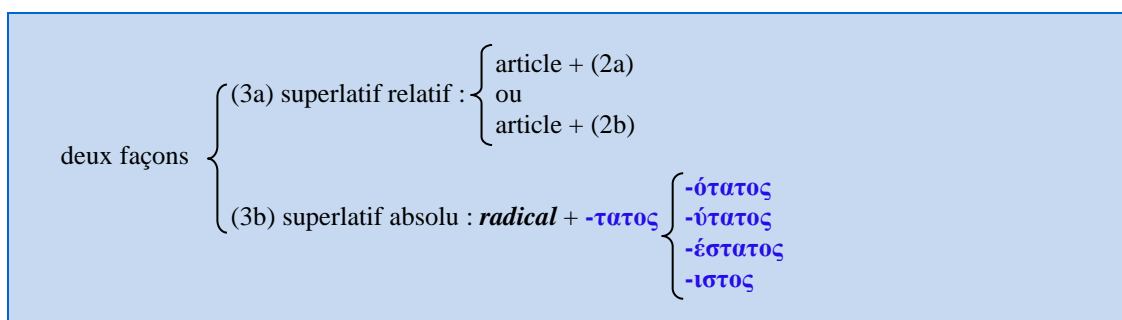 deux façons
(3a) superlatif relatif :
article + (2a)
ou
article + (2b)
(3b) superlatif absolu : radical + -τατος
-ότατος
-ύτατος
-έστατος
-ιστος